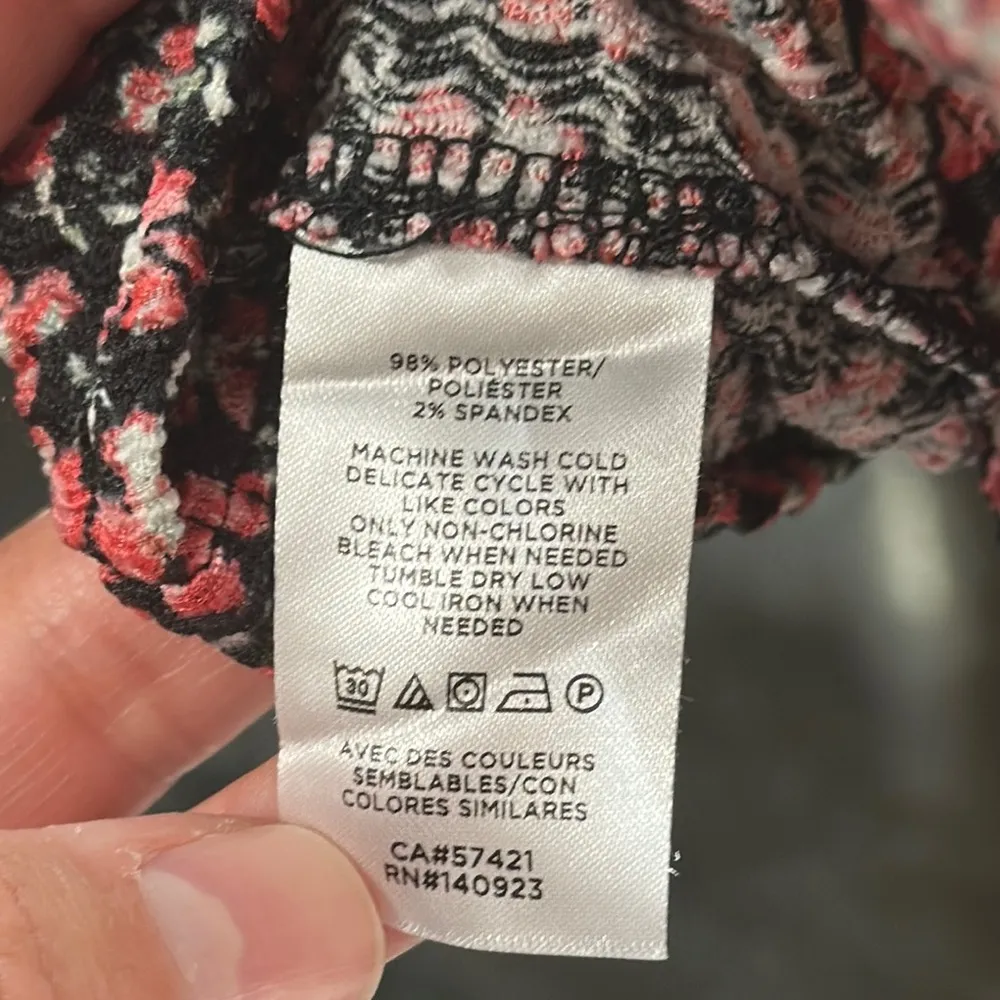 98% POLYESTER/
POLIÉSTER
2% SPANDEX
MACHINE WASH COLD
DELICATE CYCLE WITH
LIKE COLORS
ONLY NON-CHLORINE
BLEACH WHEN NEEDED
TUMBLE DRY LOW
COOL IRON WHEN
NEEDED
30 P
AVEC DES COULEURS
SEMBLABLES/CON
COLORES SIMILARES
CA#57421
RN#140923